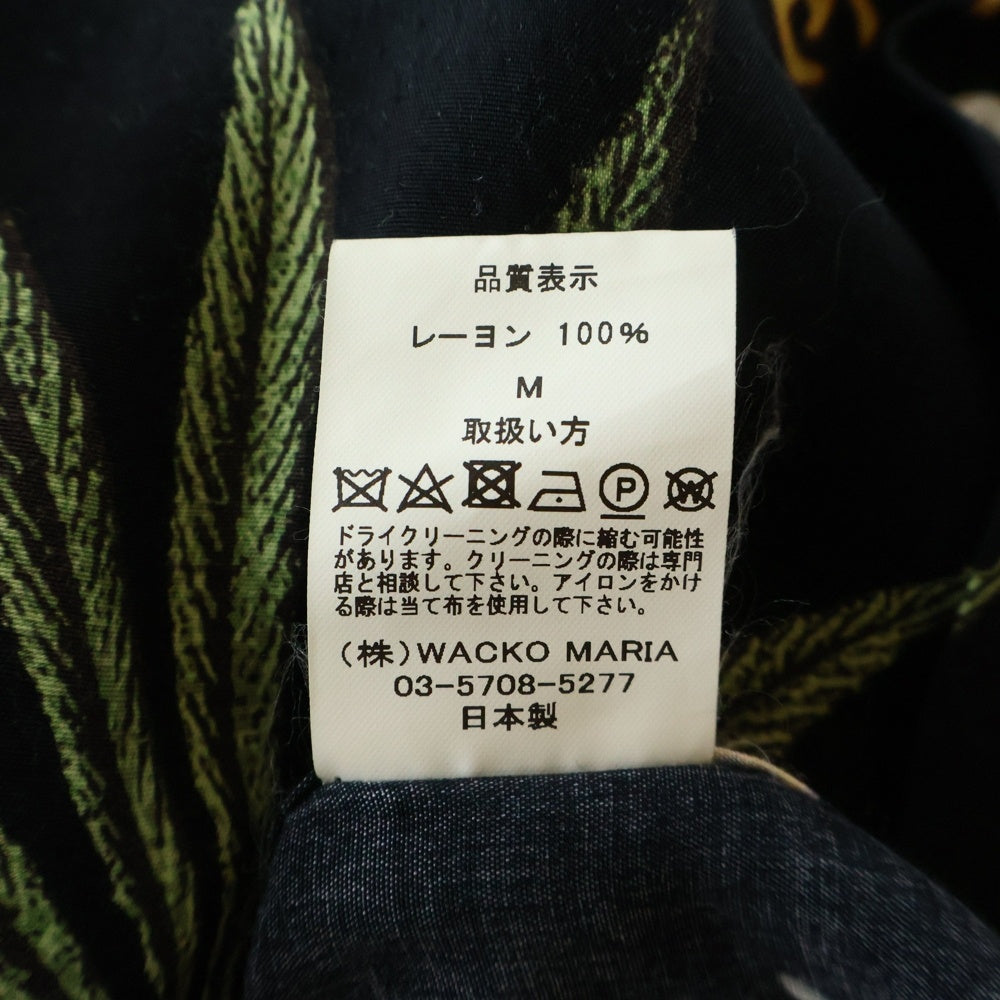 品質表示
レーヨン 100%
M
取扱い方
P W
ドライクリーニングの際に縮む可能性
があります。クリーニングの際は専門
店と相談して下さい。アイロンをかけ
る際は当て布を使用して下さい。
(株)WACKO MARIA
03-5708-5277
日本製